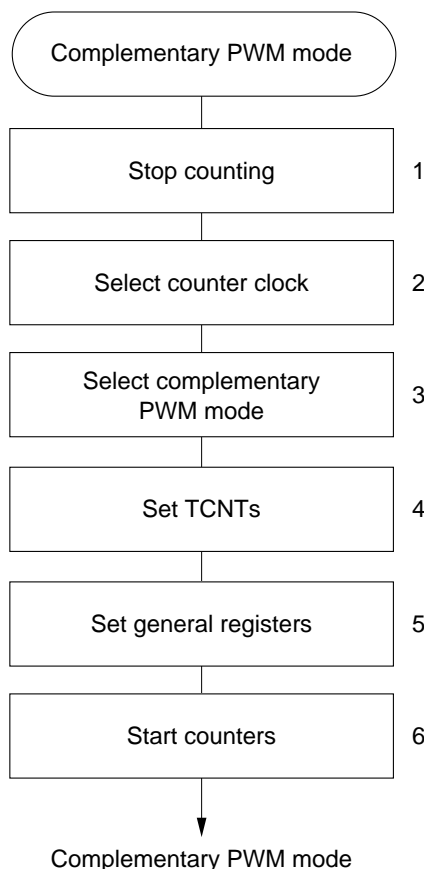 Complementary PWM mode
Stop counting
1
Select counter clock
2
Select complementary
PWM mode
3
Set TCNTs
4
Set general registers
5
Start counters
6
Complementary PWM mode